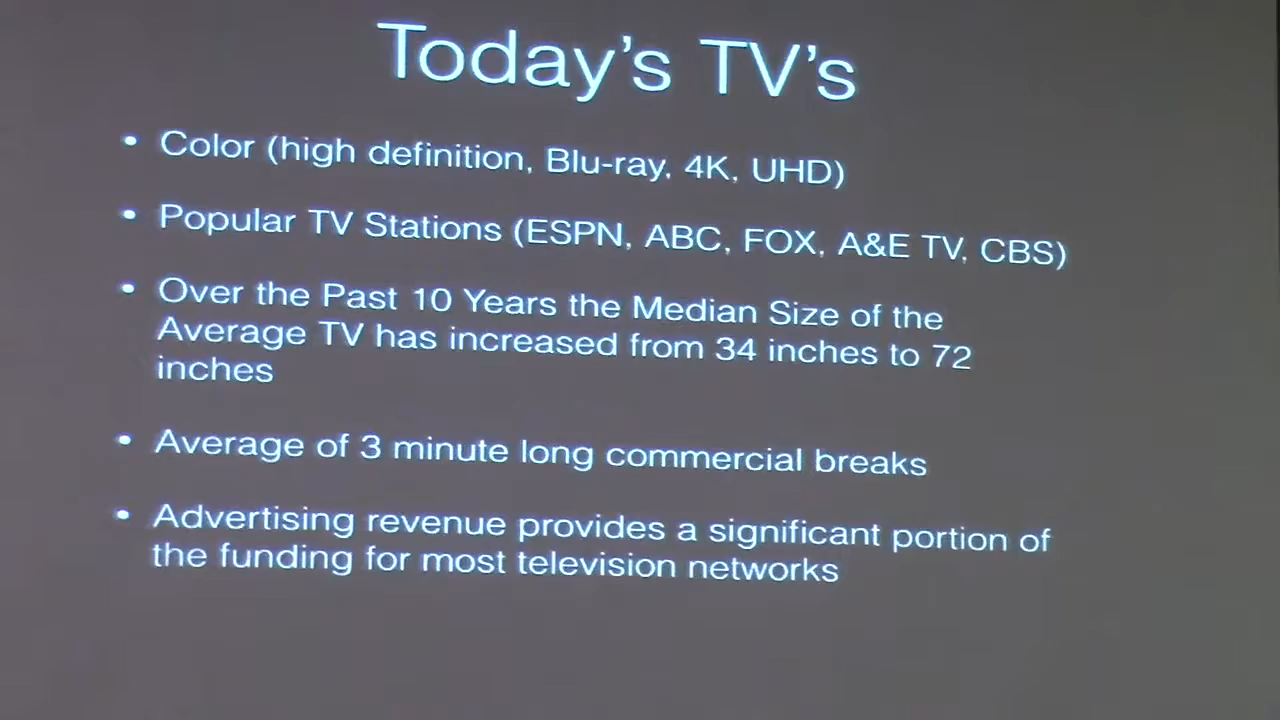 Today's TV's
• Color (high definition, Blu-ray, 4K, UHD)
• Popular TV Stations (ESPN, ABC, FOX, A&E TV, CBS)
• Over the Past 10 Years the Median Size of the
Average TV has increased from 34 inches to 72
inches
• Average of 3 minute long commercial breaks
• Advertising revenue provides a significant portion of
the funding for most television networks